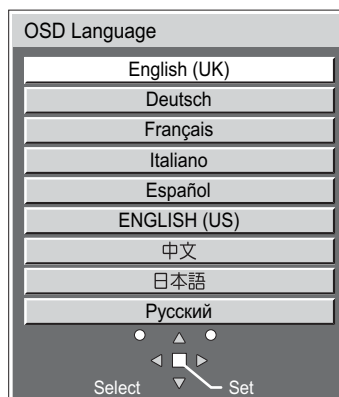 OSD Language
English (UK)
Deutsch
Français
Italiano
Español
ENGLISH (US)
中文
日本語
Русский
Select Set